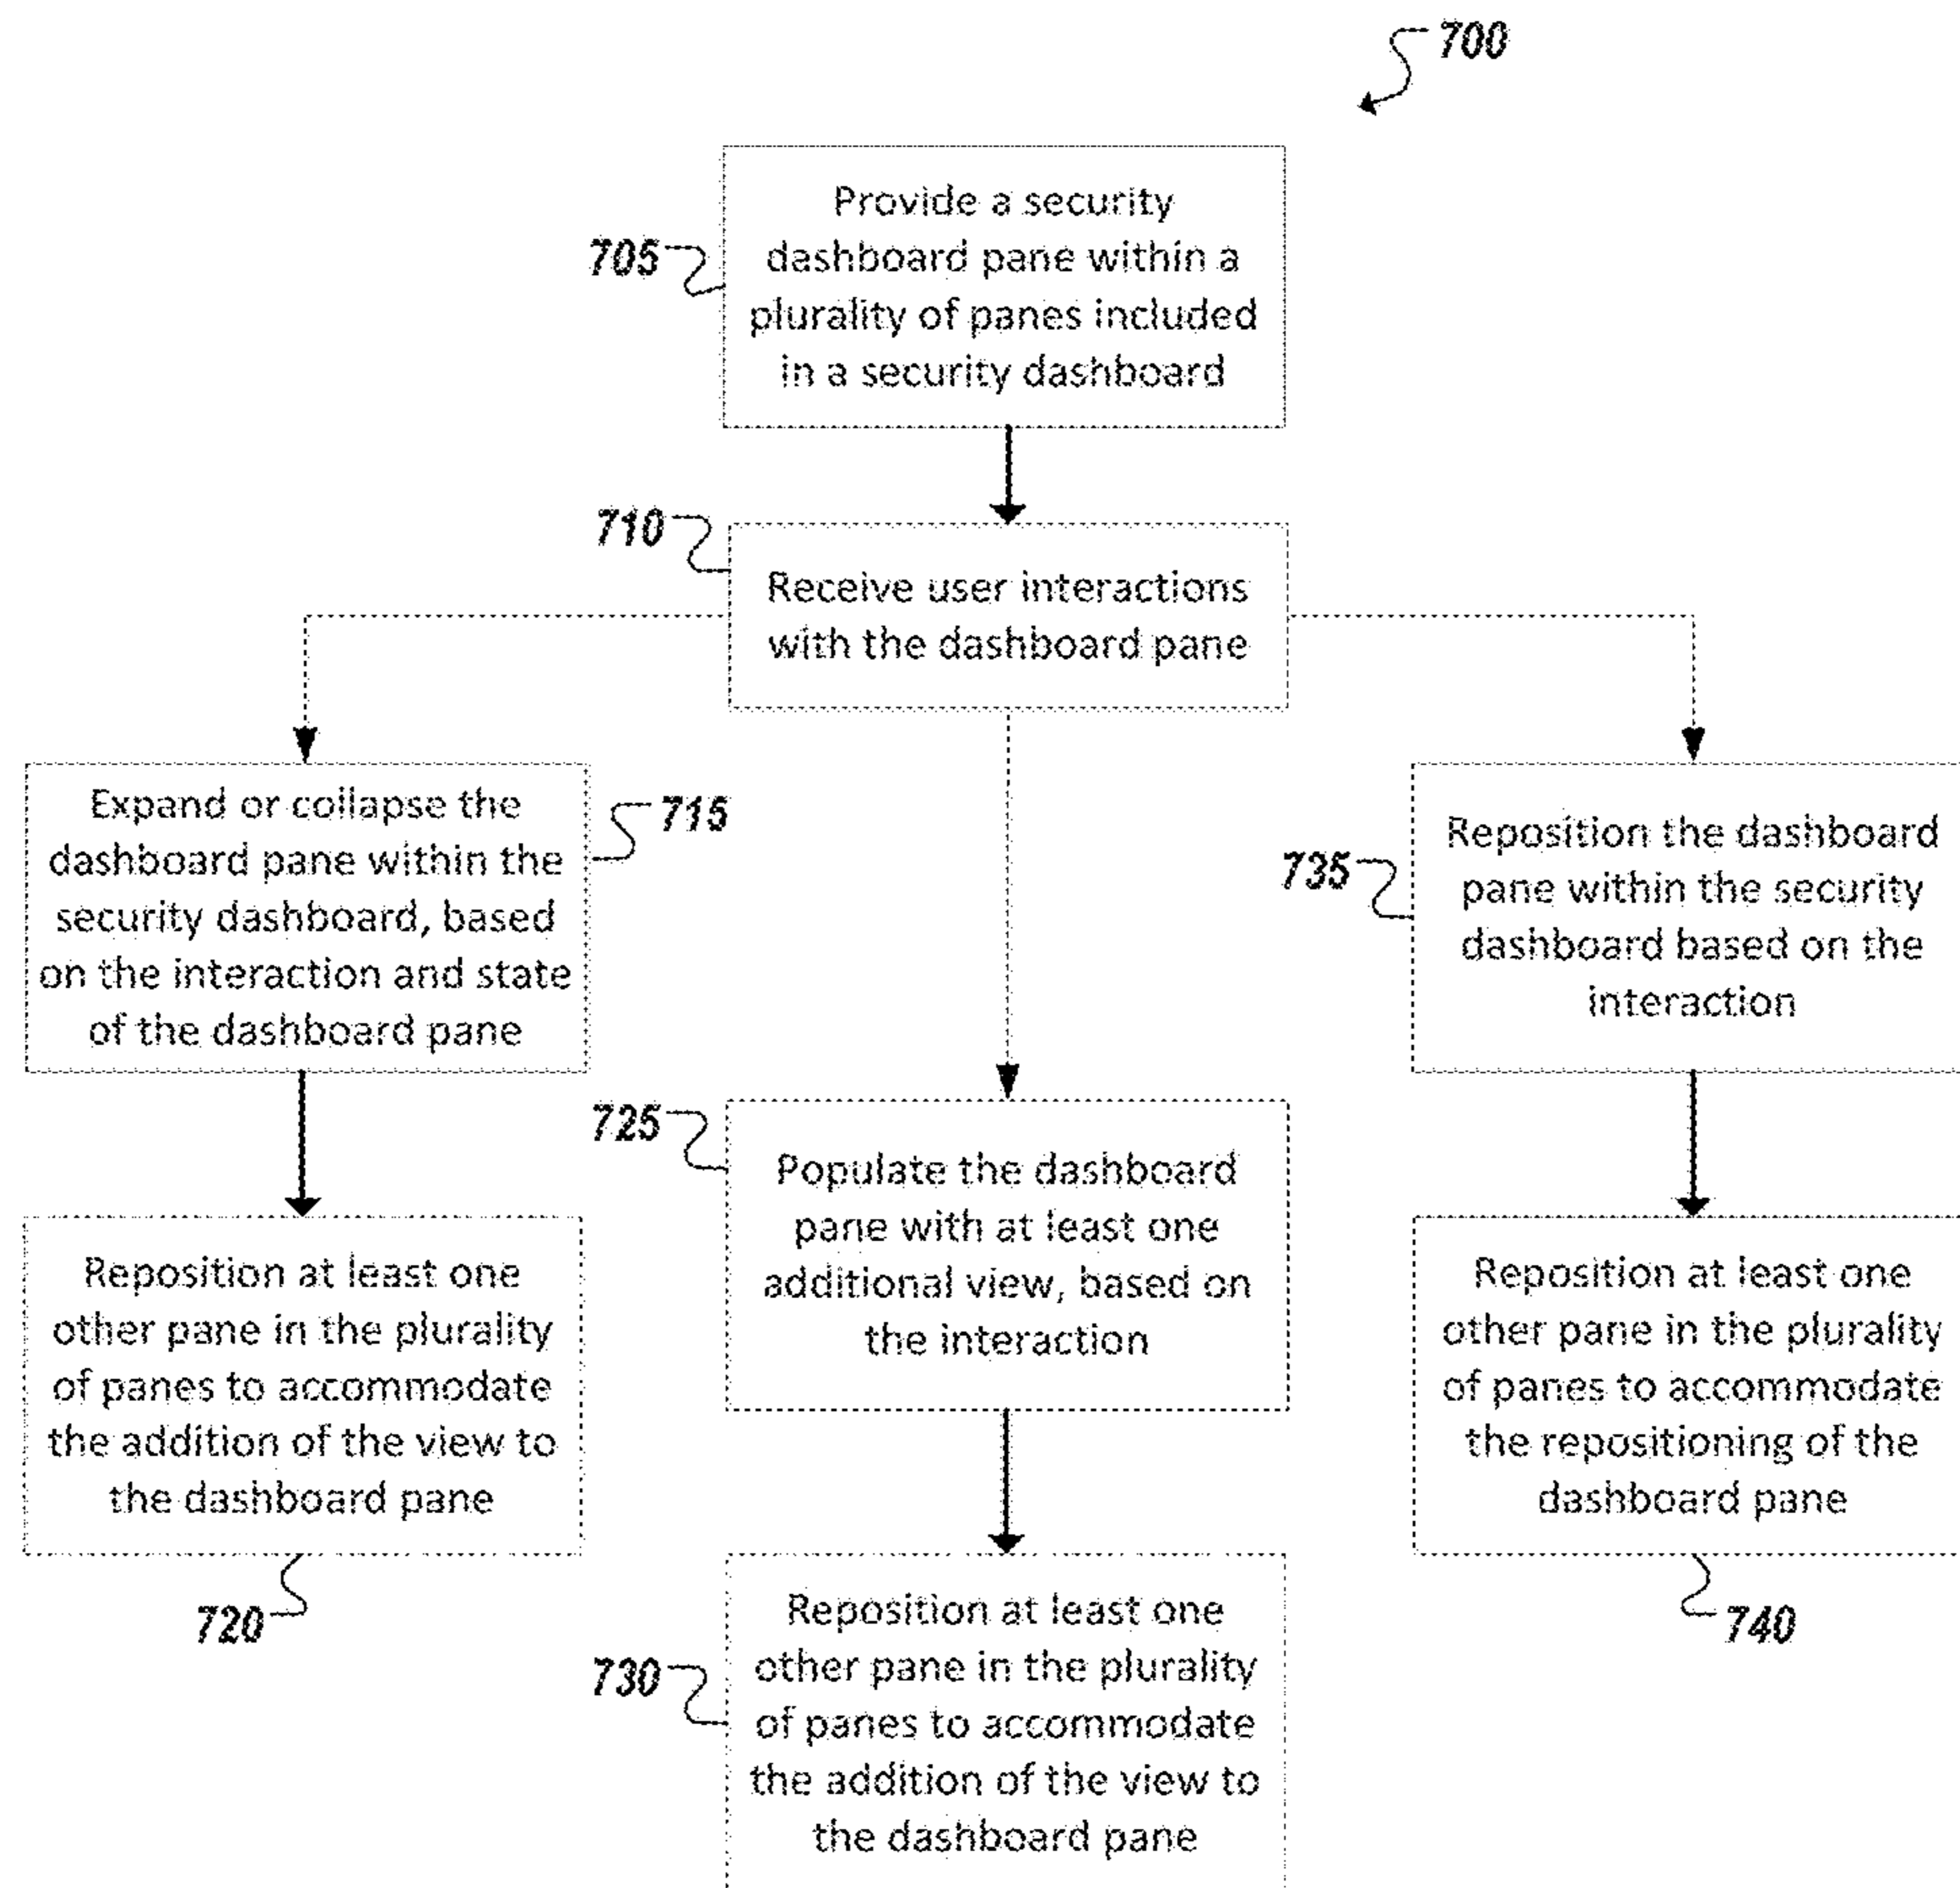 700
705
Provide a security
dashboard pane within a
plurality of panes included
in a security dashboard
710
Receive user interactions
with the dashboard pane
Expand or collapse the
dashboard pane within the
security dashboard, based
on the interaction and state
of the dashboard pane
715
735
Reposition the dashboard
pane within the security
dashboard based on the
interaction
725
Populate the dashboard
pane with at least one
additional view, based on
the interaction
Reposition at least one
other pane in the plurality
of panes to accommodate
the addition of the view to
the dashboard pane
720
Reposition at least one
other pane in the plurality
of panes to accommodate
the repositioning of the
dashboard pane
740
730
Reposition at least one
other pane in the plurality
of panes to accommodate
the addition of the view to
the dashboard pane